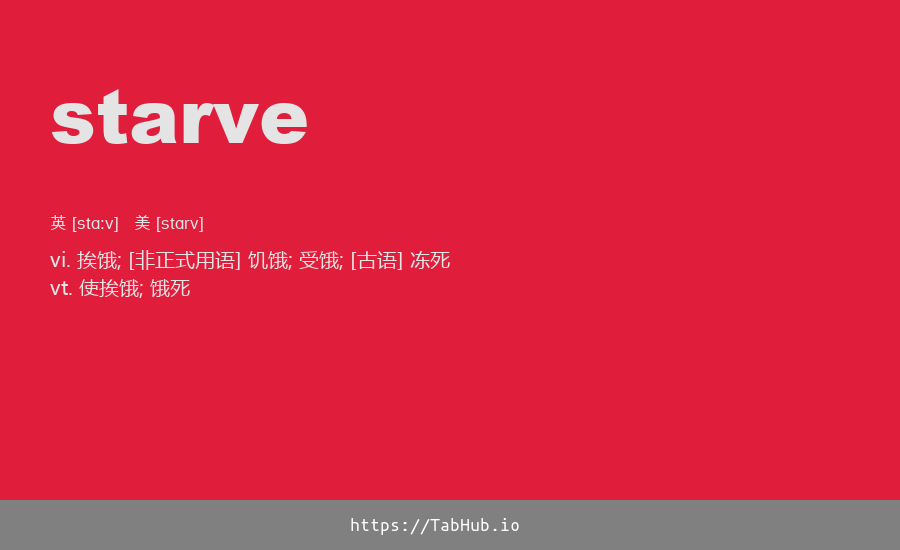 starve
英 [stɑːv] 美 [stɑrv]
vi. 挨饿; [非正式用语] 饥饿; 受饿; [古语] 冻死
vt. 使挨饿; 饿死
https://TabHub.io